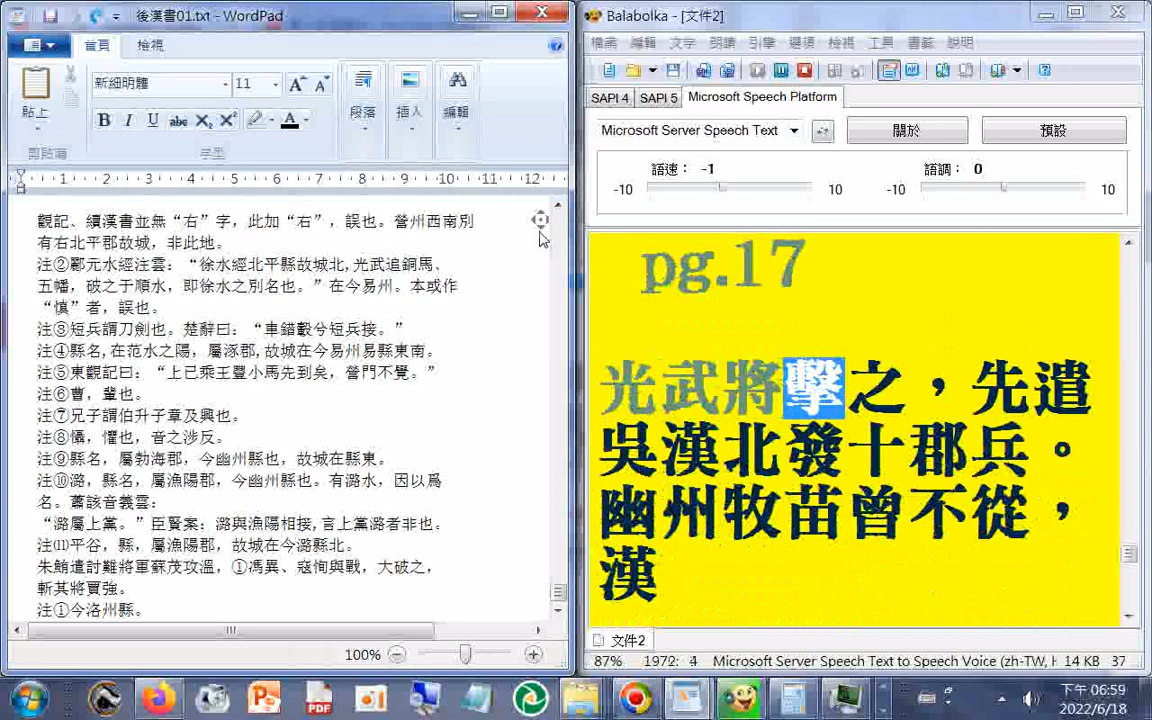 後漢書01.txt - WordPad
首頁
檢視
新細明體
11
貼上
剪貼簿
字型
段落
插入
編輯
1 2 3 4 5 6 7 8 9 10 11 12
觀記、續漢書並無“右”字，此加“右”，誤也。營州西南別
有右北平郡故城，非此地。
注②酈元水經注雲：“徐水經北平縣故城北,光武追銅馬、
五幡，破之于順水，即徐水之別名也。”在今易州。本或作
“慎”者，誤也。
注③短兵謂刀劍也。楚辭曰：“車錯轂兮短兵接。”
注④縣名,在范水之陽，屬涿郡,故城在今易州易縣東南。
注⑤東觀記曰：“上已乘王豐小馬先到矣，營門不覺。”
注⑥曹，輩也。
注⑦兄子謂伯升子章及興也。
注⑧懾，懼也，音之涉反。
注⑨縣名，屬勃海郡，今幽州縣也，故城在縣東。
注⑩潞，縣名，屬漁陽郡，今幽州縣也。有潞水，因以爲
名。蕭該音義雲：
“潞屬上黨。”臣賢案：潞與漁陽相接,言上黨潞者非也。
注⑾平谷，縣，屬漁陽郡，故城在今潞縣北。
朱鮪遣討難將軍蘇茂攻溫，①馮異、寇恂與戰，大破之，
斬其將賈強。
注①今洛州縣。
100%
Balabolka - [文件2]
檔案 編輯 文字 朗讀 引擎 選項 檢視 工具 書籤 說明
SAPI 4
SAPI 5
Microsoft Speech Platform
Microsoft Server Speech Text
關於
預設
語速： -1
語調： 0
-10
10
-10
10
pg.17
光武將擊之，先遣
吳漢北發十郡兵。
幽州牧苗曾不從，
漢
文件2
87%
1972: 4
Microsoft Server Speech Text to Speech Voice (zh-TW, H
14 KB
37
下午 06:59
2022/6/18